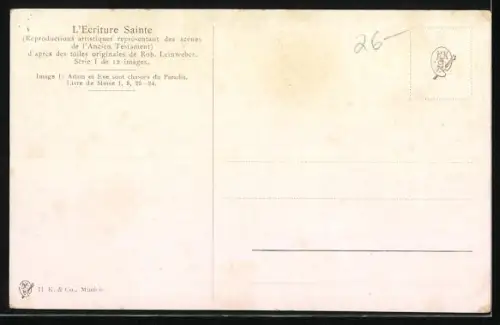 L'Ecriture Sainte
(Reproductions artistiques représentant des scènes
de l'Ancien Testament)
d'après des toiles originales de Rob. Leinweber.
Série I de 12 images.
Image 1: Adam et Eve sont chassés du Paradis.
Livre de Moïse 1, 3, 23–24.
26-
H. K. & Co., Munich